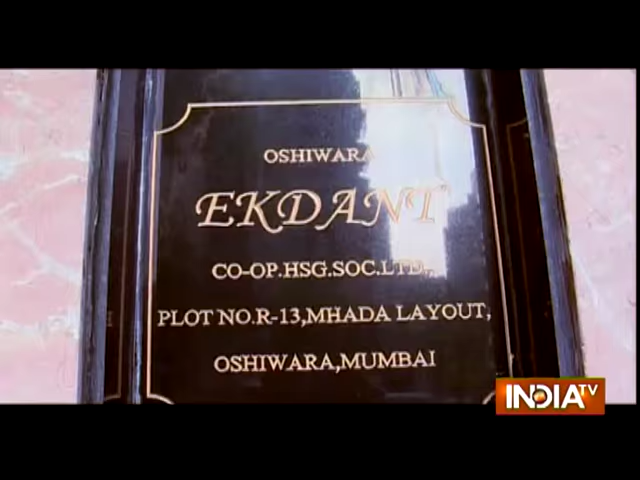 OSHIWARA
EKDANT
CO-OP.HSG.SOC.LTD.,
PLOT NO.R-13,MHADA LAYOUT,
OSHIWARA,MUMBAI
INDIA TV